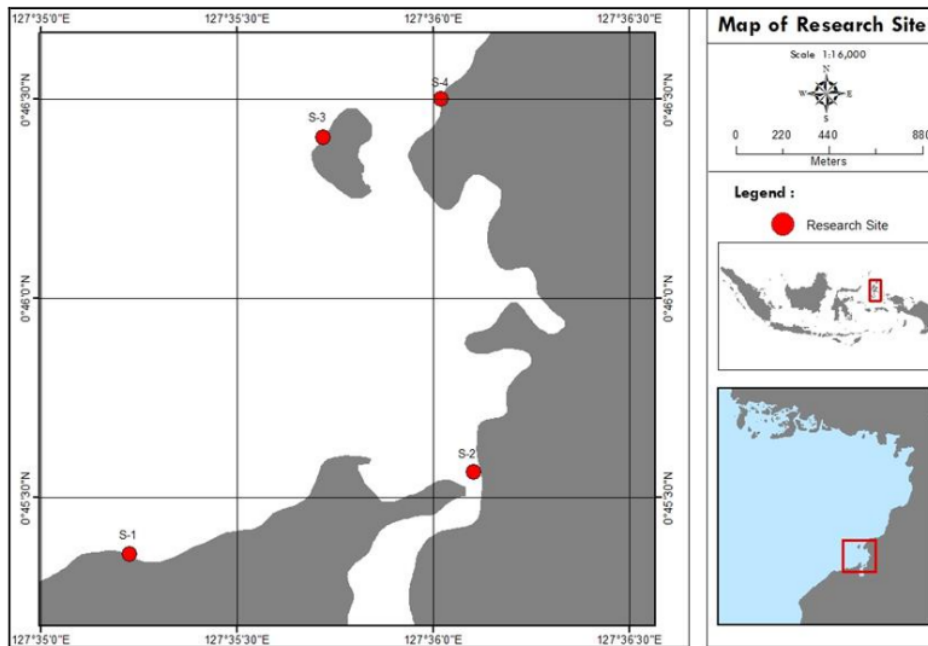 127°35'0"E
127°35'30"E
127°36'0"E
127°36'30"E
0°46'30"N
0°46'30"N
S-4
S-3
0°46'0"N
0°46'0"N
S-2
0°45'30"N
0°45'30"N
S-1
127°35'0"E
127°35'30"E
127°36'0"E
127°36'30"E
Map of Research Site
Scale 1:16,000
N
W E
S
0 220 440 880
Meters
Legend :
Research Site